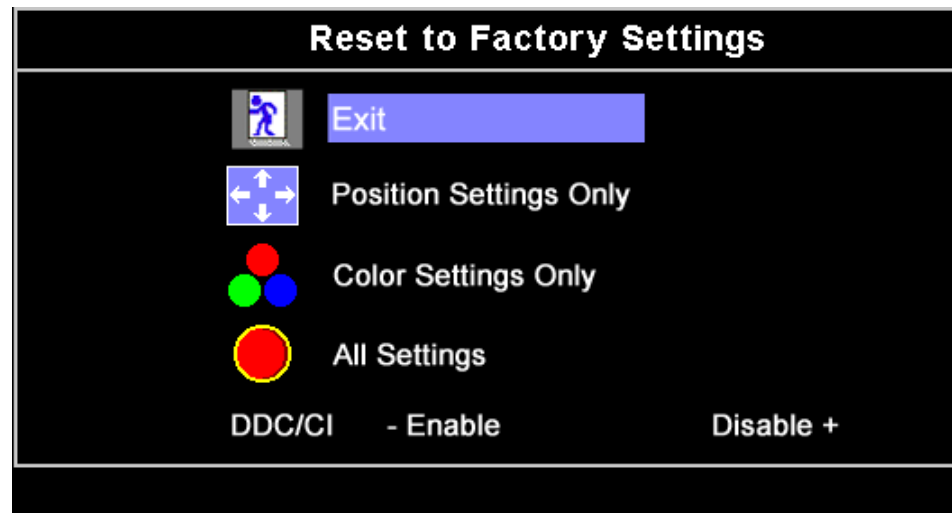 Reset to Factory Settings
Exit
Position Settings Only
Color Settings Only
All Settings
DDC/CI - Enable Disable +